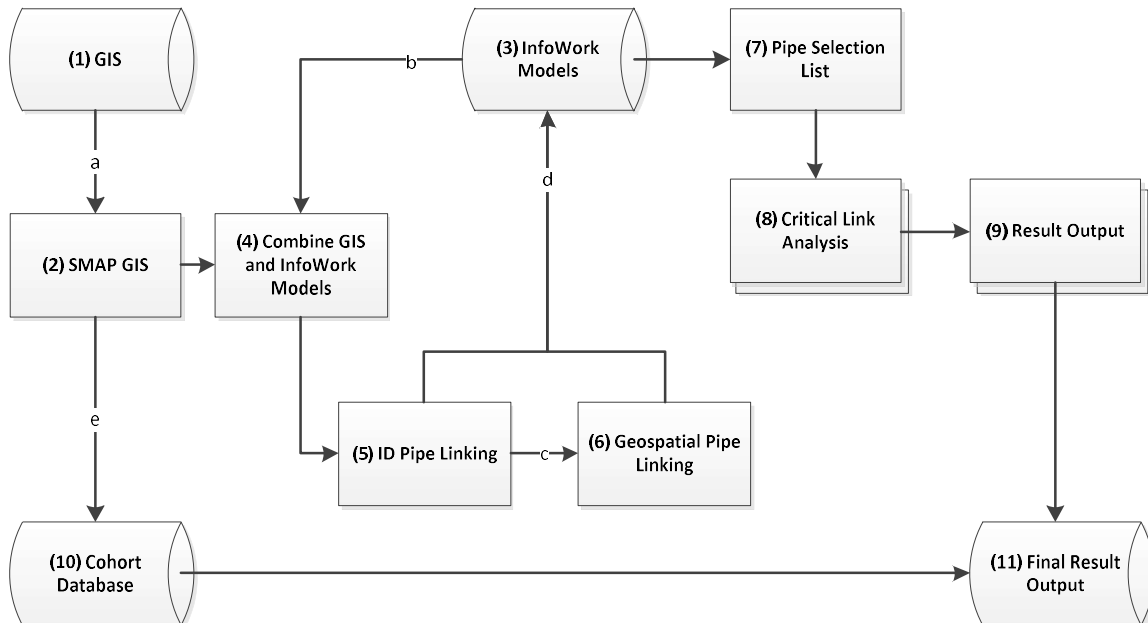 (1) GIS
a
(2) SMAP GIS
e
(10) Cohort
Database
b
(4) Combine GIS
and InfoWork
Models
(3) InfoWork
Models
d
(5) ID Pipe Linking
c
(6) Geospatial Pipe
Linking
(7) Pipe Selection
List
(8) Critical Link
Analysis
(9) Result Output
(11) Final Result
Output